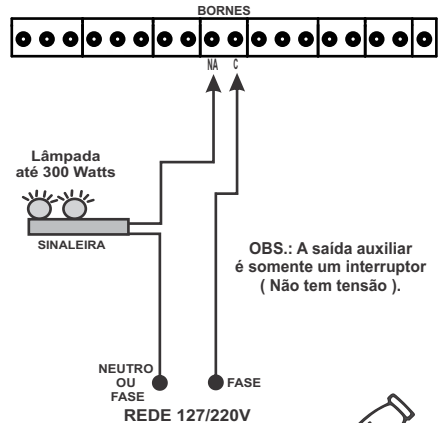 BORNES
NA C
Lâmpada
até 300 Watts
SINALEIRA
OBS.: A saída auxiliar
é somente um interruptor
( Não tem tensão ).
NEUTRO
OU
FASE
FASE
REDE 127/220V